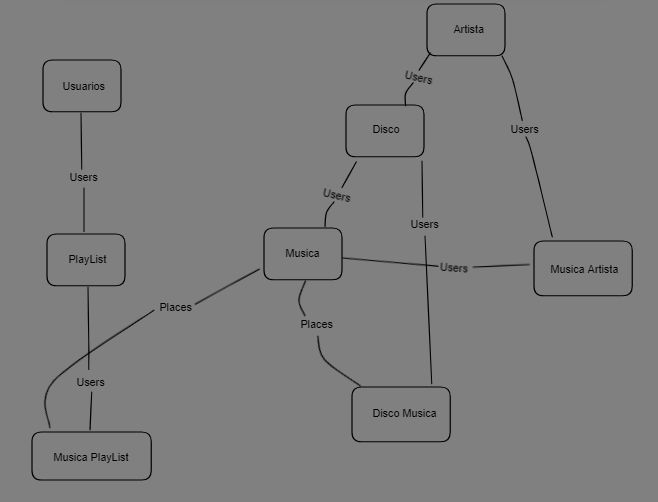 Artista
Users
Usuarios
Disco
Users
Users
Users
Users
PlayList
Musica
Users
Musica Artista
Places
Places
Users
Disco Musica
Musica PlayList